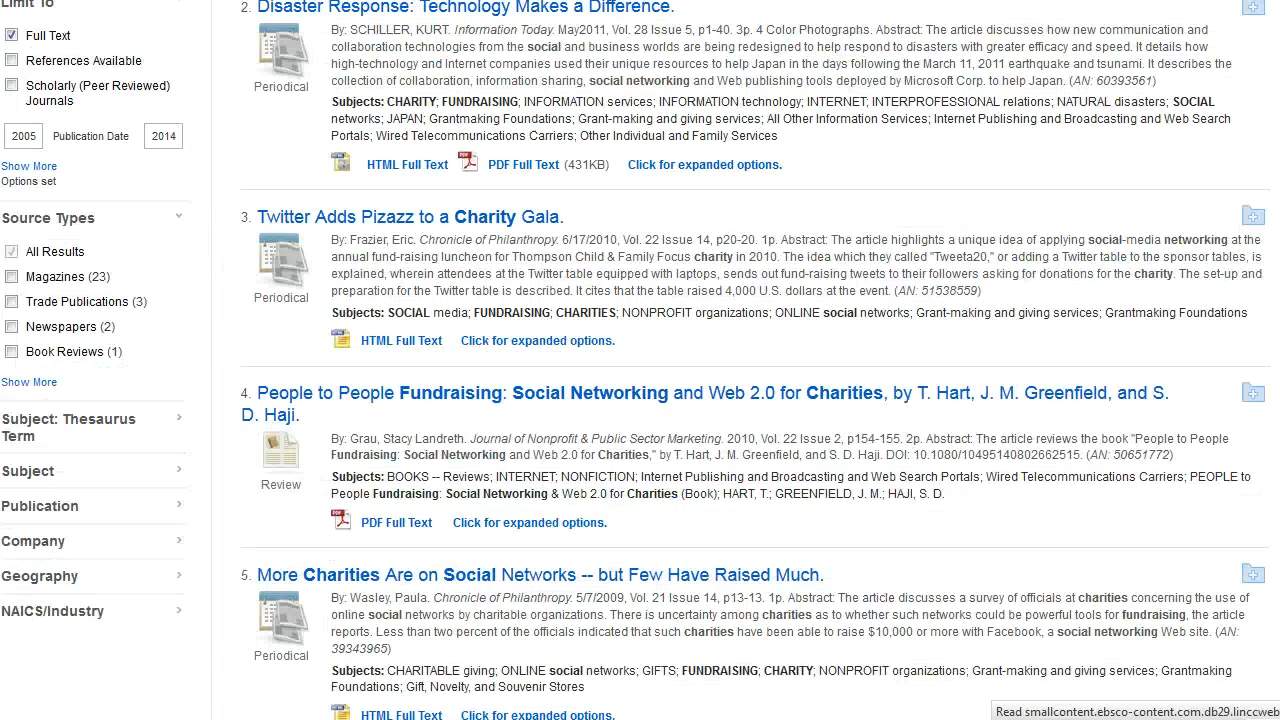 Limit To
Full Text
References Available
Scholarly (Peer Reviewed)
Journals
2005 Publication Date 2014
Show More
Options set
Source Types
All Results
Magazines (23)
Trade Publications (3)
Newspapers (2)
Book Reviews (1)
Show More
Subject: Thesaurus
Term
Subject
Publication
Company
Geography
NAICS/Industry
2. Disaster Response: Technology Makes a Difference.
By: SCHILLER, KURT. Information Today. May2011, Vol. 28 Issue 5, p1-40. 3p. 4 Color Photographs. Abstract: The article discusses how new communication and
collaboration technologies from the social and business worlds are being redesigned to help respond to disasters with greater efficacy and speed. It details how
high-technology and Internet companies used their unique resources to help Japan in the days following the March 11, 2011 earthquake and tsunami. It describes the
collection of collaboration, information sharing, social networking and Web publishing tools deployed by Microsoft Corp. to help Japan. (AN: 60393561)
Periodical
Subjects: CHARITY; FUNDRAISING; INFORMATION services; INFORMATION technology; INTERNET; INTERPROFESSIONAL relations; NATURAL disasters; SOCIAL
networks; JAPAN; Grantmaking Foundations; Grant-making and giving services; All Other Information Services; Internet Publishing and Broadcasting and Web Search
Portals; Wired Telecommunications Carriers; Other Individual and Family Services
HTML Full Text PDF Full Text (431KB) Click for expanded options.
3. Twitter Adds Pizazz to a Charity Gala.
By: Frazier, Eric. Chronicle of Philanthropy. 6/17/2010, Vol. 22 Issue 14, p20-20. 1p. Abstract: The article highlights a unique idea of applying social-media networking at the
annual fund-raising luncheon for Thompson Child & Family Focus charity in 2010. The idea which they called "Tweeta20," or adding a Twitter table to the sponsor tables, is
explained, wherein attendees at the Twitter table equipped with laptops, sends out fund-raising tweets to their followers asking for donations for the charity. The set-up and
preparation for the Twitter table is described. It cites that the table raised 4,000 U.S. dollars at the event. (AN: 51538559)
Periodical
Subjects: SOCIAL media; FUNDRAISING; CHARITIES; NONPROFIT organizations; ONLINE social networks; Grant-making and giving services; Grantmaking Foundations
HTML Full Text Click for expanded options.
4. People to People Fundraising: Social Networking and Web 2.0 for Charities, by T. Hart, J. M. Greenfield, and S.
D. Haji.
By: Grau, Stacy Landreth. Journal of Nonprofit & Public Sector Marketing. 2010, Vol. 22 Issue 2, p154-155. 2p. Abstract: The article reviews the book "People to People
Fundraising: Social Networking and Web 2.0 for Charities," by T. Hart, J. M. Greenfield, and S. D. Haji. DOI: 10.1080/10495140802662515. (AN: 50651772)
Review
Subjects: BOOKS -- Reviews; INTERNET; NONFICTION; Internet Publishing and Broadcasting and Web Search Portals; Wired Telecommunications Carriers; PEOPLE to
People Fundraising: Social Networking & Web 2.0 for Charities (Book); HART, T.; GREENFIELD, J. M.; HAJI, S. D.
PDF Full Text Click for expanded options.
5. More Charities Are on Social Networks -- but Few Have Raised Much.
By: Wasley, Paula. Chronicle of Philanthropy. 5/7/2009, Vol. 21 Issue 14, p13-13. 1p. Abstract: The article discusses a survey of officials at charities concerning the use of
online social networks by charitable organizations. There is uncertainty among charities as to whether such networks could be powerful tools for fundraising, the article
reports. Less than two percent of the officials indicated that such charities have been able to raise $10,000 or more with Facebook, a social networking Web site. (AN:
39343965)
Periodical
Subjects: CHARITABLE giving; ONLINE social networks; GIFTS; FUNDRAISING; CHARITY; NONPROFIT organizations; Grant-making and giving services; Grantmaking
Foundations; Gift, Novelty, and Souvenir Stores
HTML Full Text Click for expanded options.
Read smallcontent.ebsco-content.com.db29.linccweb